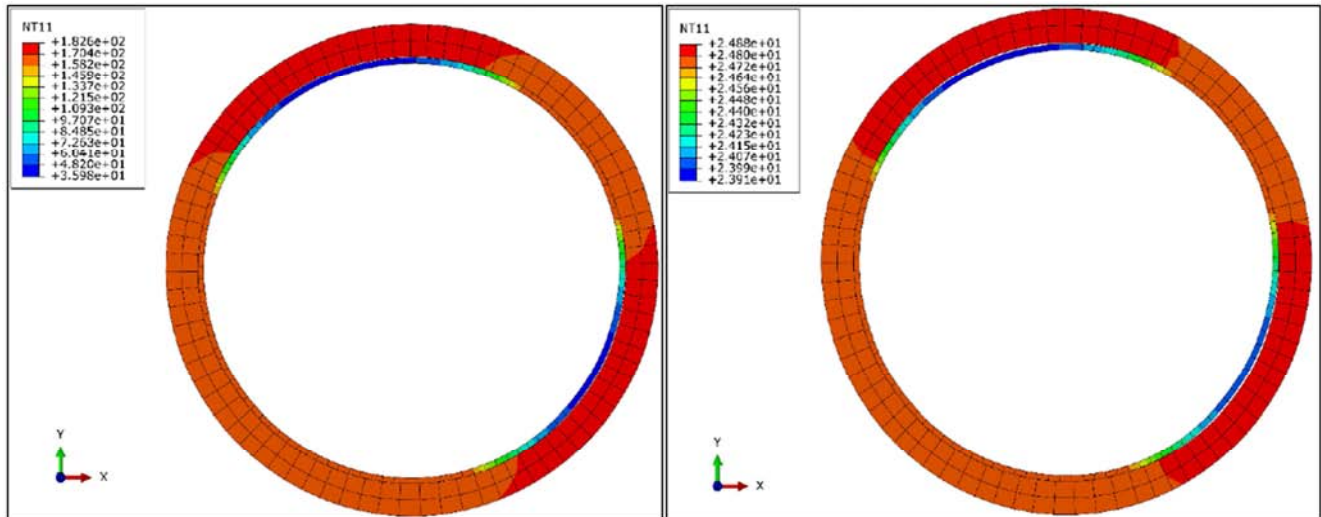 NT11
+1.826e+02
+1.704e+02
+1.582e+02
+1.459e+02
+1.337e+02
+1.215e+02
+1.093e+02
+9.707e+01
+8.485e+01
+7.263e+01
+6.041e+01
+4.820e+01
+3.598e+01
Y
X
NT11
+2.488e+01
+2.480e+01
+2.472e+01
+2.464e+01
+2.456e+01
+2.448e+01
+2.440e+01
+2.432e+01
+2.423e+01
+2.415e+01
+2.407e+01
+2.399e+01
+2.391e+01
Y
X